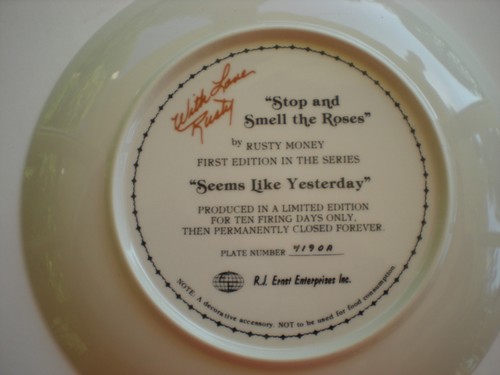 With Love
Rusty
"Stop and
Smell the Roses"
by RUSTY MONEY
FIRST EDITION IN THE SERIES
"Seems Like Yesterday"
PRODUCED IN A LIMITED EDITION
FOR TEN FIRING DAYS ONLY,
THEN PERMANENTLY CLOSED FOREVER.
PLATE NUMBER 4190A
R.J. Ernst Enterprises Inc.
NOTE: A decorative accessory. NOT to be used for food consumption